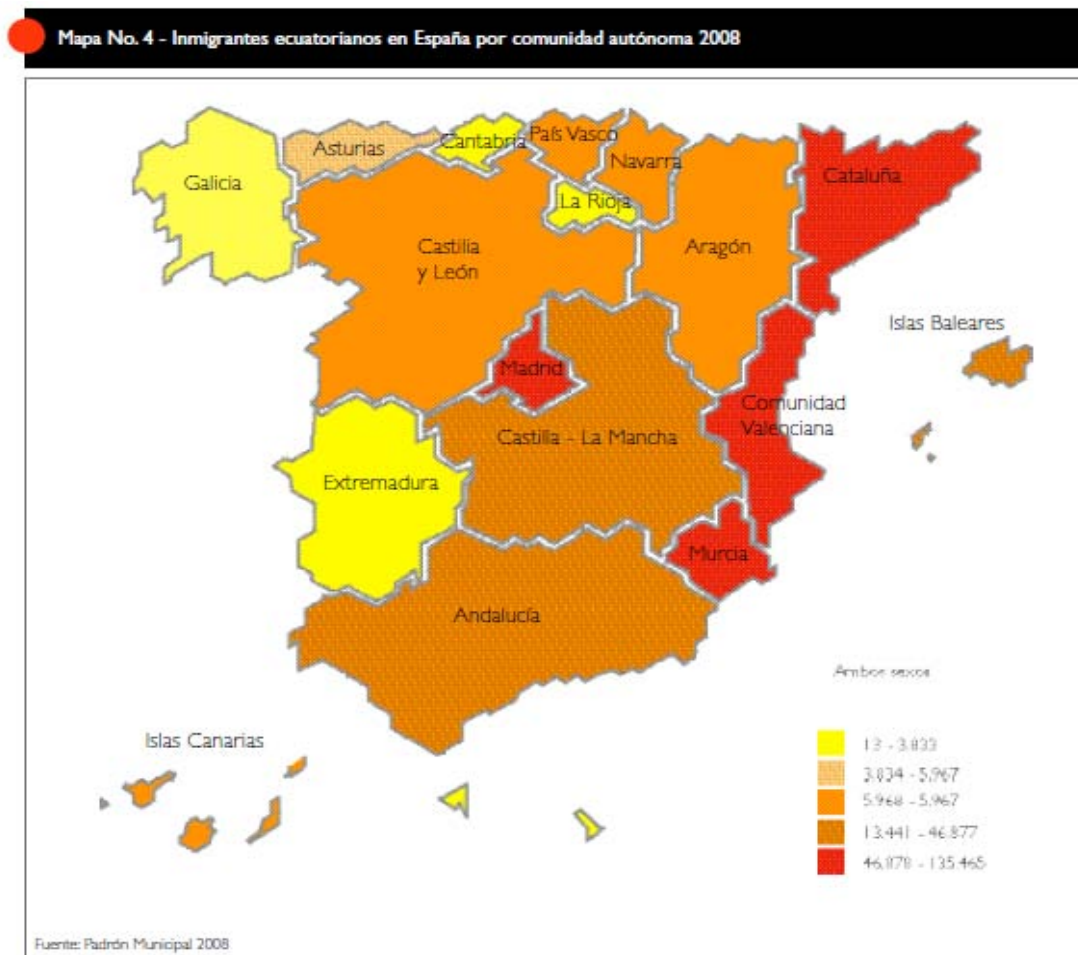 Mapa No. 4 - Inmigrantes ecuatorianos en España por comunidad autónoma 2008
Asturias
Cantabria
País Vasco
Navarra
Cataluña
Galicia
La Rioja
Castilla
y León
Aragón
Islas Baleares
Madrid
Comunidad
Valenciana
Castilla - La Mancha
Extremadura
Murcia
Andalucía
Ambos sexos
Islas Canarias
13 - 3.833
3.834 - 5.967
5.968 - 5.967
13.441 - 46.877
46.878 - 135.465
Fuente: Padrón Municipal 2008